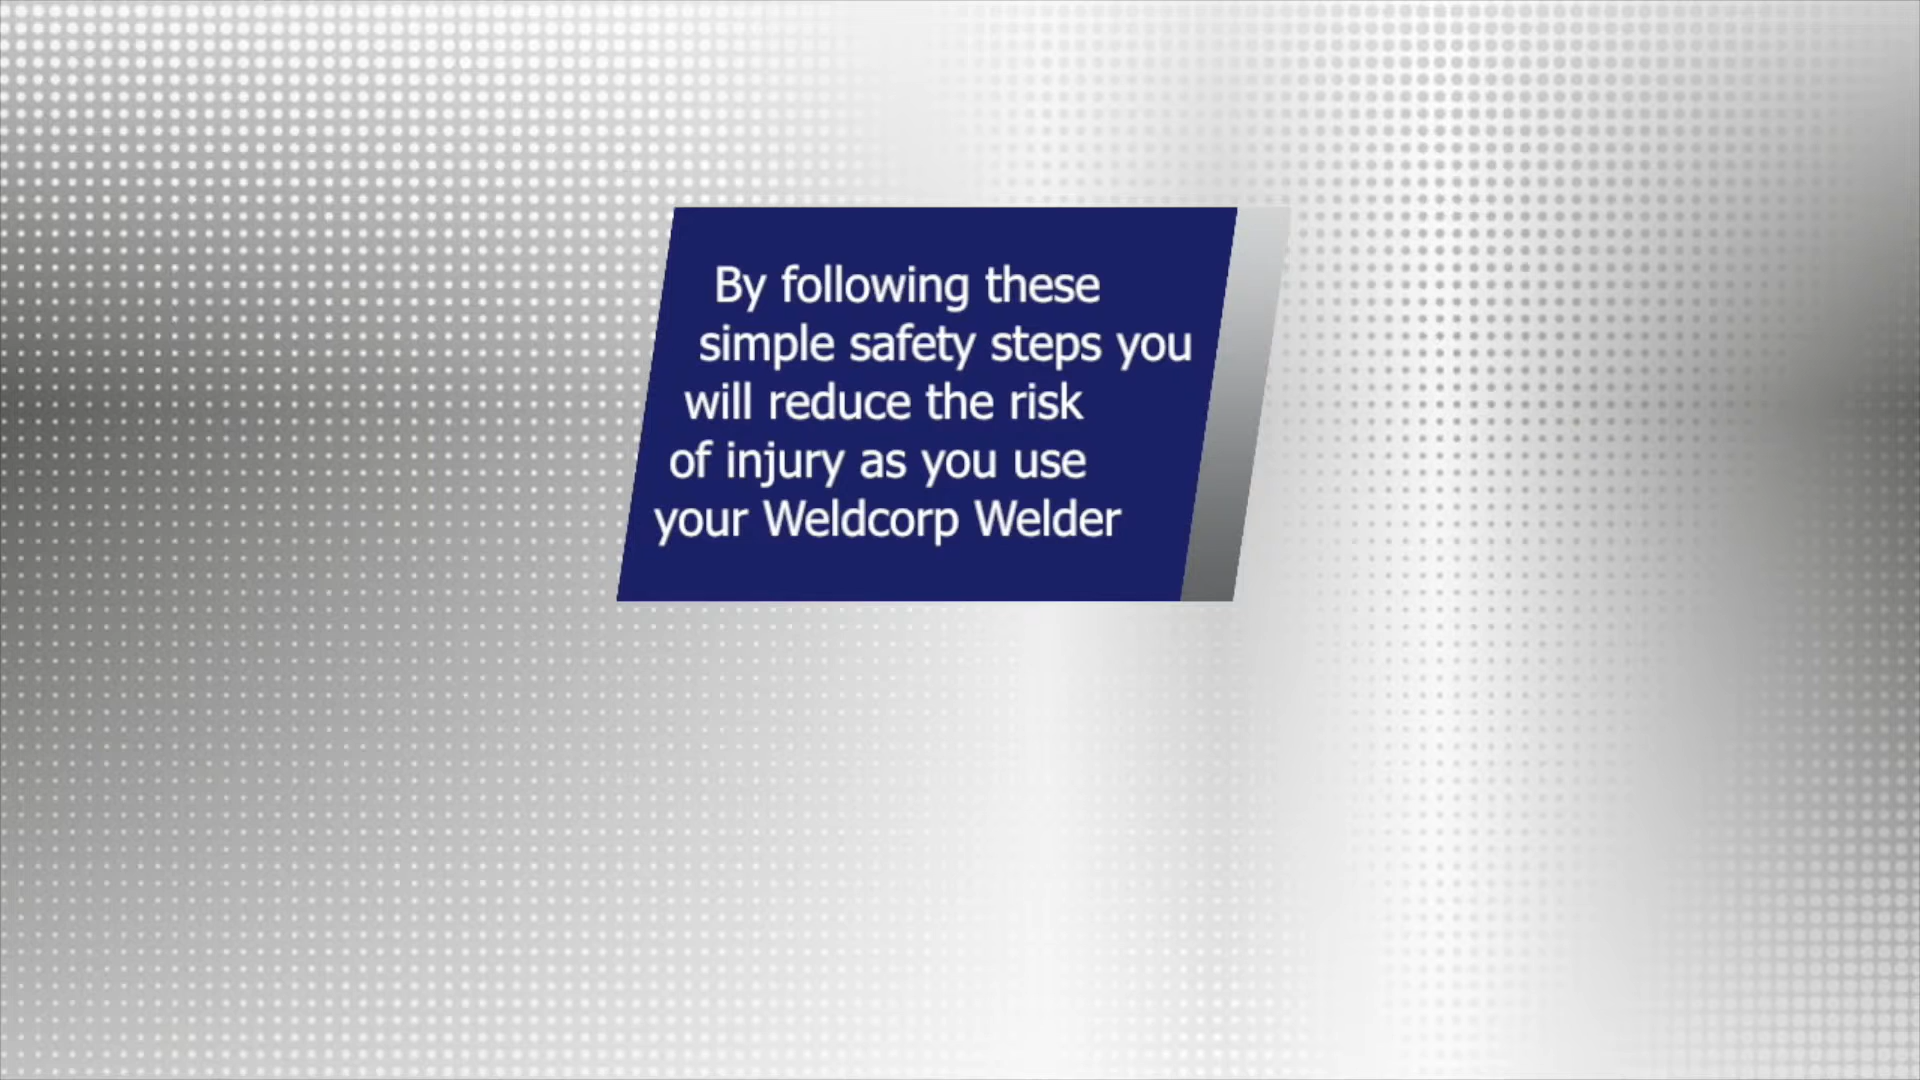 By following these
simple safety steps you
will reduce the risk
of injury as you use
your Weldcorp Welder